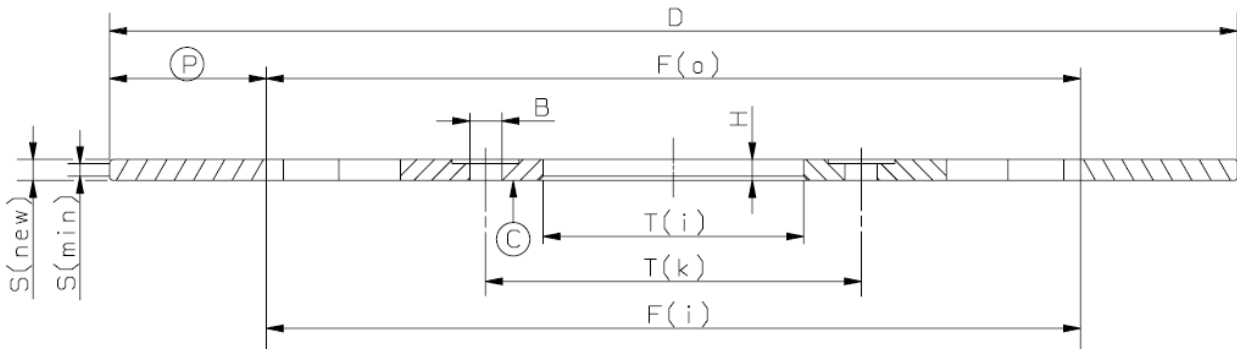 D
P
F(o)
B
H
S(new)
S(min)
C
T(i)
T(k)
F(i)